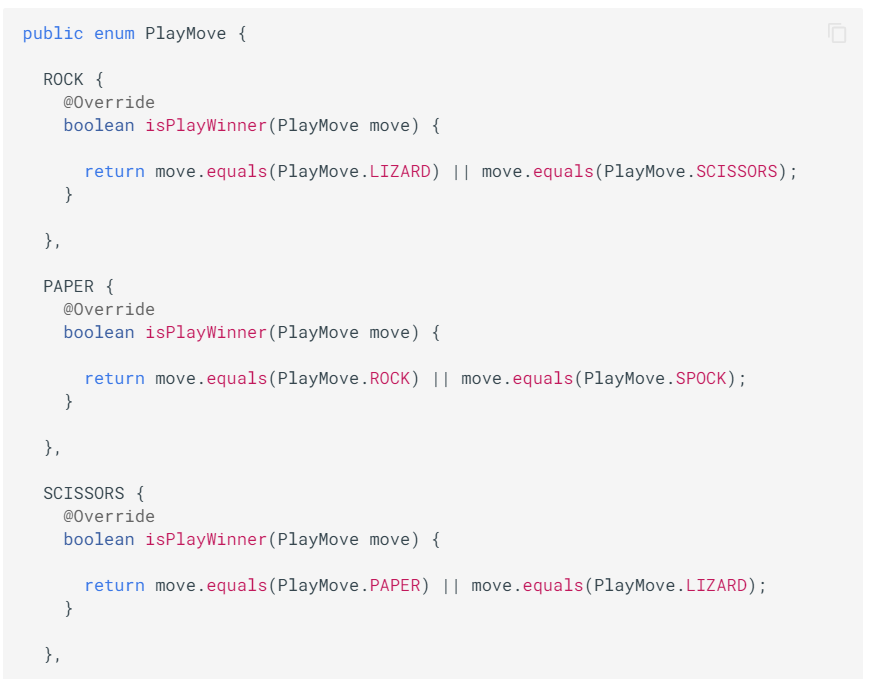 public enum PlayMove {
ROCK {
@Override
boolean isPlayWinner(PlayMove move) {
return move.equals(PlayMove.LIZARD) || move.equals(PlayMove.SCISSORS);
}
},
PAPER {
@Override
boolean isPlayWinner(PlayMove move) {
return move.equals(PlayMove.ROCK) || move.equals(PlayMove.SPOCK);
}
},
SCISSORS {
@Override
boolean isPlayWinner(PlayMove move) {
return move.equals(PlayMove.PAPER) || move.equals(PlayMove.LIZARD);
}
},